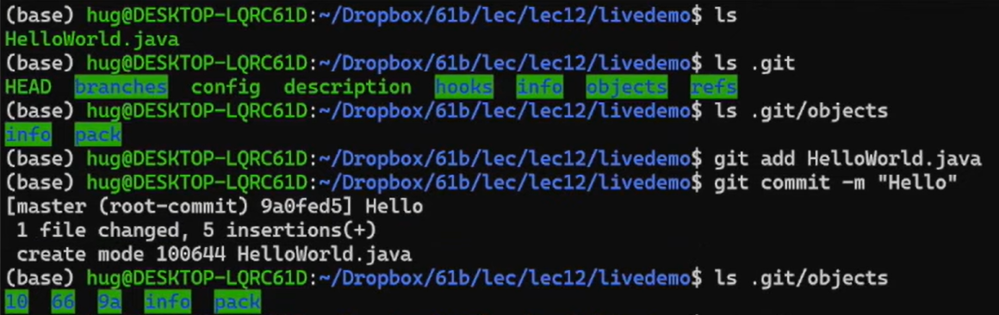 (base) hug@DESKTOP-LQRC61D:~/Dropbox/61b/lec/lec12/livedemo$ ls
HelloWorld.java
(base) hug@DESKTOP-LQRC61D:~/Dropbox/61b/lec/lec12/livedemo$ ls .git
HEAD branches config description hooks info objects refs
(base) hug@DESKTOP-LQRC61D:~/Dropbox/61b/lec/lec12/livedemo$ ls .git/objects
info pack
(base) hug@DESKTOP-LQRC61D:~/Dropbox/61b/lec/lec12/livedemo$ git add HelloWorld.java
(base) hug@DESKTOP-LQRC61D:~/Dropbox/61b/lec/lec12/livedemo$ git commit -m "Hello"
[master (root-commit) 9a0fed5] Hello
1 file changed, 5 insertions(+)
create mode 100644 HelloWorld.java
(base) hug@DESKTOP-LQRC61D:~/Dropbox/61b/lec/lec12/livedemo$ ls .git/objects
10 66 9a info pack